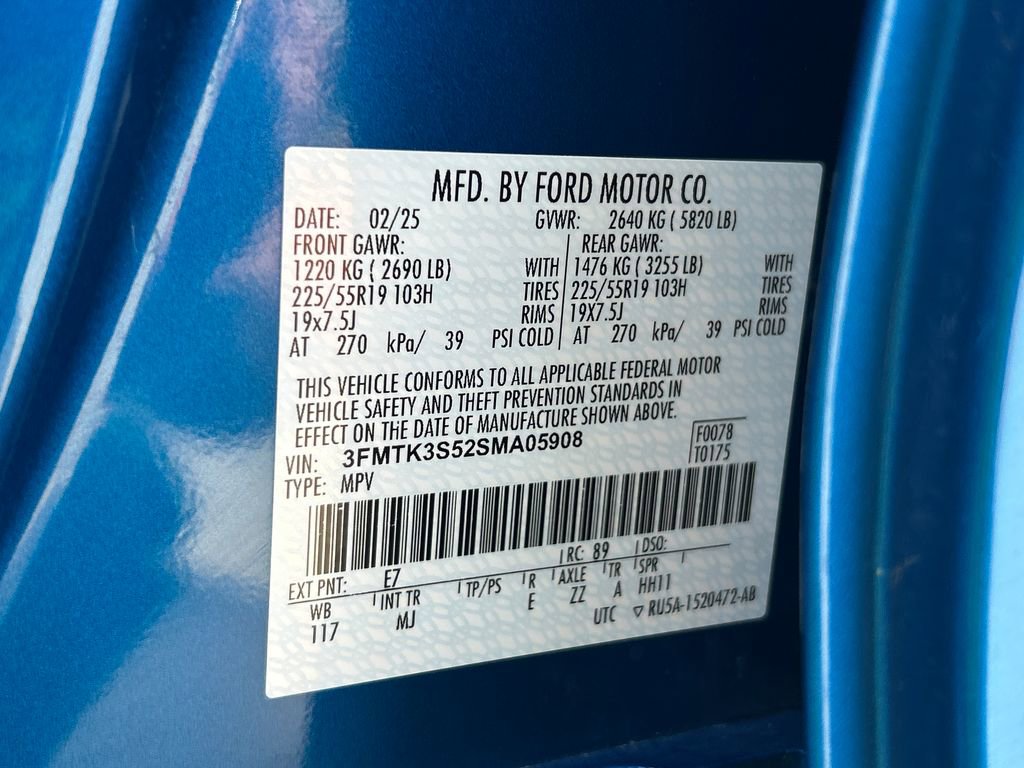 MFD. BY FORD MOTOR CO.
DATE: 02/25 GVWR: 2640 KG ( 5820 LB)
FRONT GAWR: REAR GAWR:
1220 KG ( 2690 LB) WITH 1476 KG ( 3255 LB) WITH
225/55R19 103H TIRES 225/55R19 103H TIRES
19x7.5J RIMS 19X7.5J RIMS
AT 270 kPa/ 39 PSI COLD AT 270 kPa/ 39 PSI COLD
THIS VEHICLE CONFORMS TO ALL APPLICABLE FEDERAL MOTOR
VEHICLE SAFETY AND THEFT PREVENTION STANDARDS IN
EFFECT ON THE DATE OF MANUFACTURE SHOWN ABOVE.
VIN: 3FMTK3S52SMA05908 F0078
TYPE: MPV T0175
EXT PNT: E7 RC: 89 DSO:
WB INT TR TP/PS R AXLE TR SPR
117 MJ E ZZ A HH11
UTC ▽ RU5A-1520472-AB